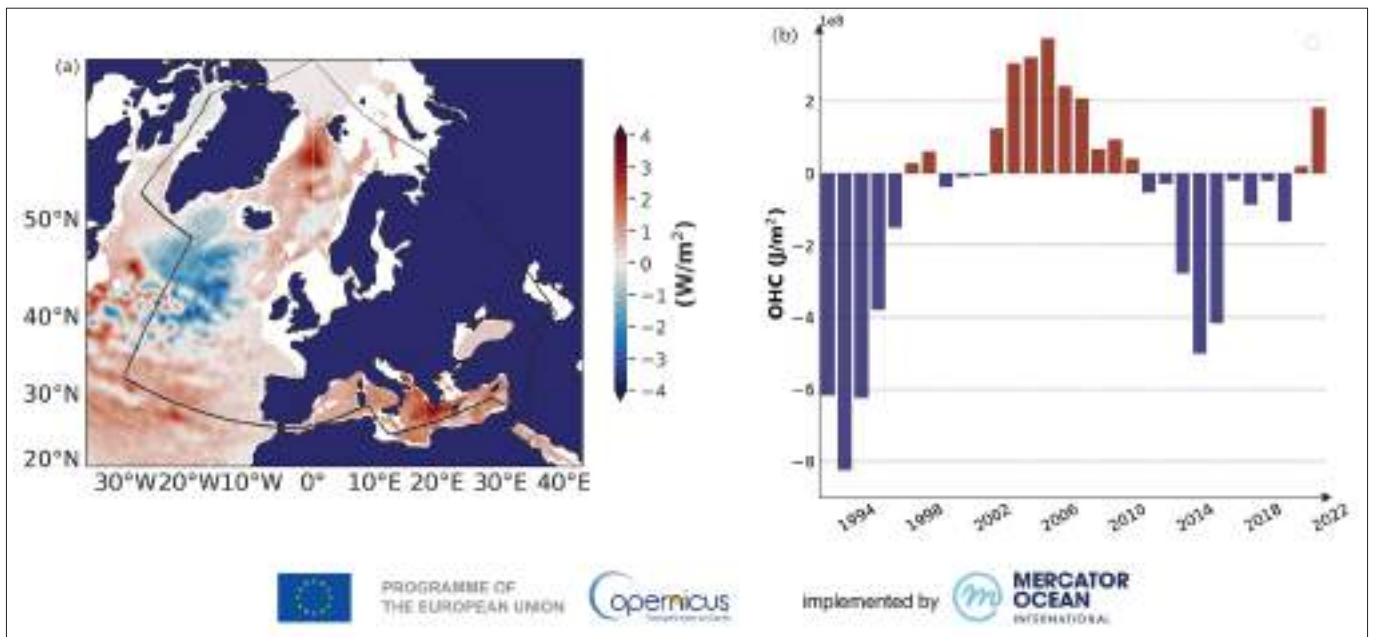 (a)
50°N
40°N
30°N
20°N
30°W20°W10°W 0° 10°E 20°E 30°E 40°E
4
3
2
1
0
−1
−2
−3
−4
(W/m²)
(b)
1e8
2
0
−2
−4
−6
−8
OHC (J/m²)
1994 1998 2002 2006 2010 2014 2018 2022
PROGRAMME OF
THE EUROPEAN UNION
opernicus
implemented by
MERCATOR
OCEAN
INTERNATIONAL